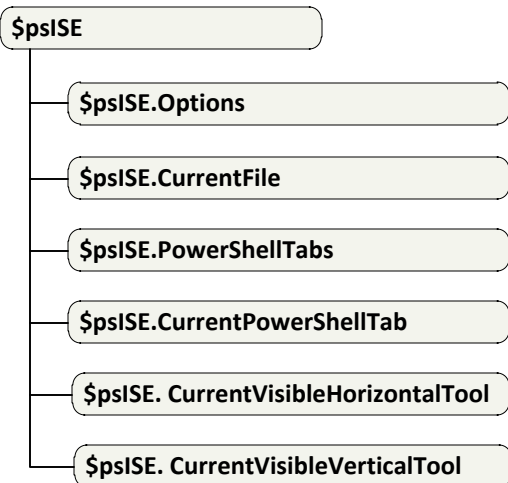 $psISE
$psISE.Options
$psISE.CurrentFile
$psISE.PowerShellTabs
$psISE.CurrentPowerShellTab
$psISE. CurrentVisibleHorizontalTool
$psISE. CurrentVisibleVerticalTool